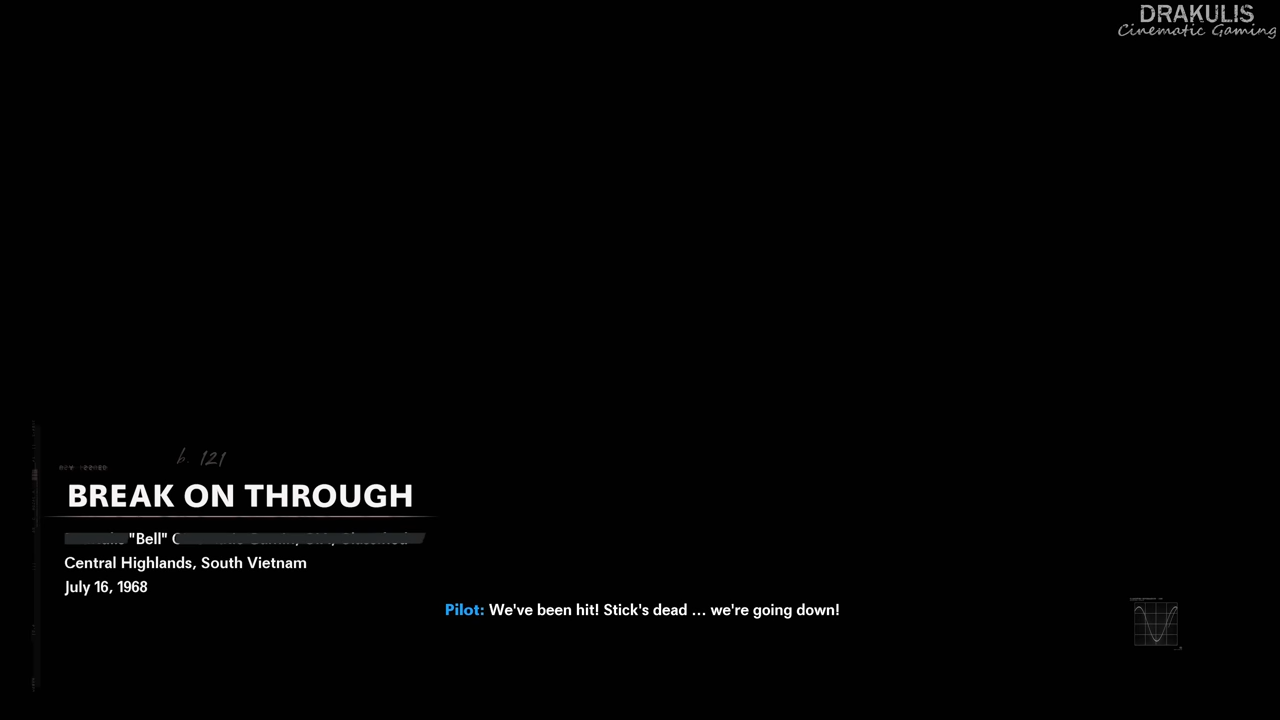 DRAKULIS
Cinematic Gaming
b. 121
BREAK ON THROUGH
"Bell"
Central Highlands, South Vietnam
July 16, 1968
Pilot: We've been hit! Stick's dead ... we're going down!